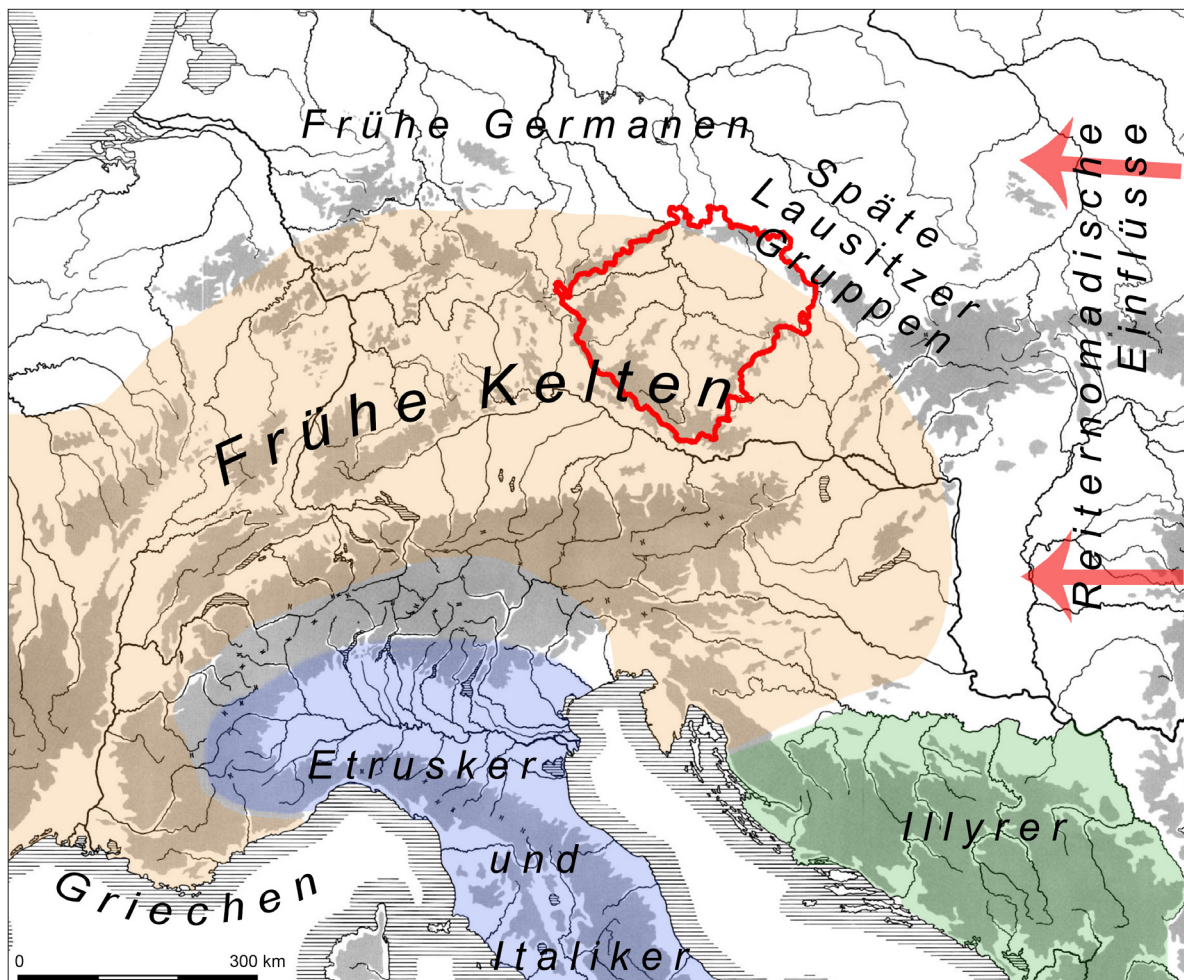 Frühe Germanen
Späte
Lausitzer
Gruppen
Reiternomadische
Einflüsse
Frühe Kelten
Etrusker
und
Italiker
Illyrer
Griechen
0 300 km